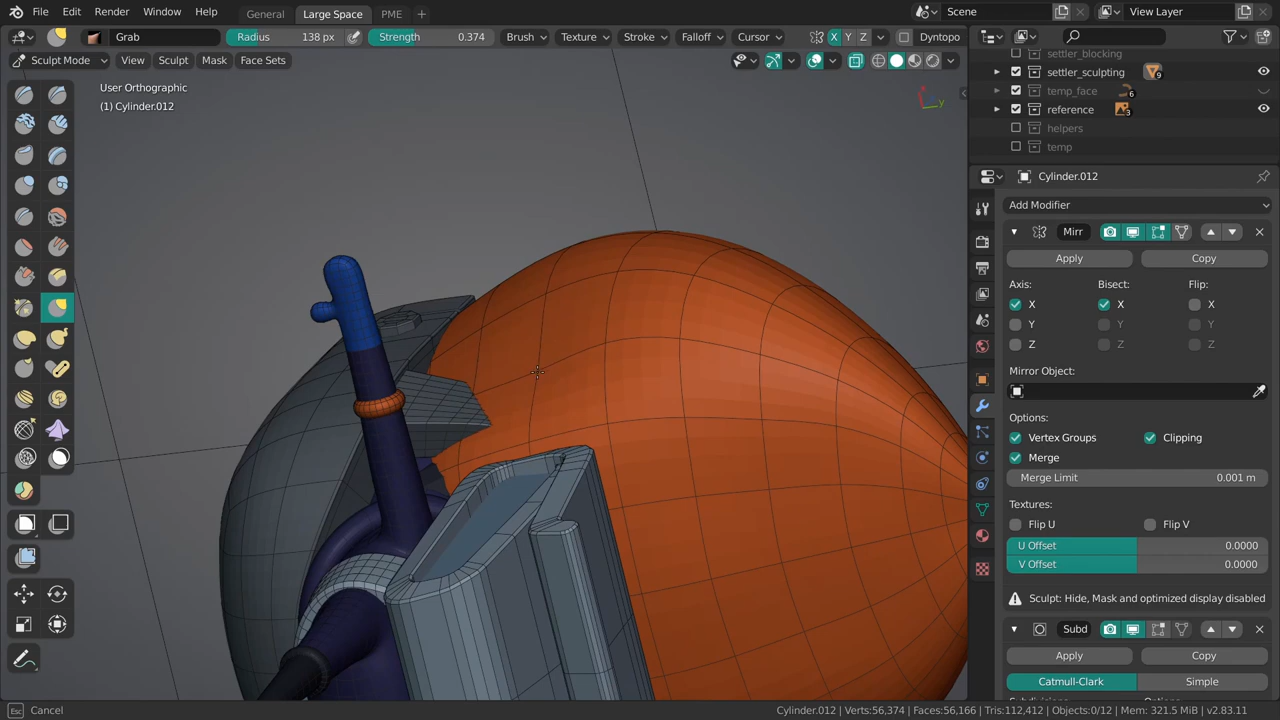 File Edit Render Window Help General Large Space PME + Scene View Layer
Grab Radius 138 px Strength 0.374 Brush Texture Stroke Falloff Cursor X Y Z Dyntopo
Sculpt Mode View Sculpt Mask Face Sets
User Orthographic
(1) Cylinder.012
settler_blocking
settler_sculpting 9
temp_face 6
reference 3
helpers
temp
Cylinder.012
Add Modifier
Mirr
Apply Copy
Axis: Bisect: Flip:
X X X
Y Y Y
Z Z Z
Mirror Object:
Options:
Vertex Groups Clipping
Merge
Merge Limit 0.001 m
Textures:
Flip U Flip V
U Offset 0.0000
V Offset 0.0000
Sculpt: Hide, Mask and optimized display disabled
Subd
Apply Copy
Catmull-Clark Simple
Esc Cancel Cylinder.012 | Verts:56,374 | Faces:56,166 | Tris:112,412 | Objects:0/12 | Mem: 321.5 MiB | v2.83.11